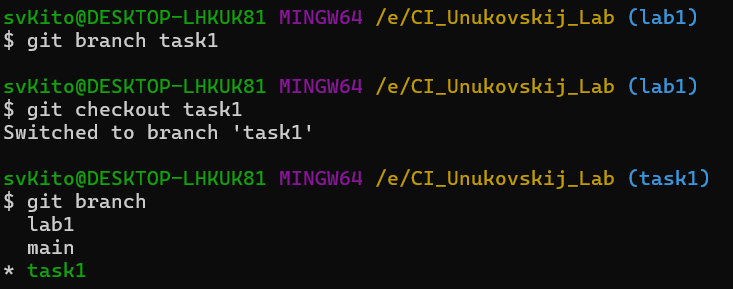 svKito@DESKTOP-LHKUK81 MINGW64 /e/CI_Unukovskij_Lab (lab1)
$ git branch task1
svKito@DESKTOP-LHKUK81 MINGW64 /e/CI_Unukovskij_Lab (lab1)
$ git checkout task1
Switched to branch 'task1'
svKito@DESKTOP-LHKUK81 MINGW64 /e/CI_Unukovskij_Lab (task1)
$ git branch
lab1
main
* task1